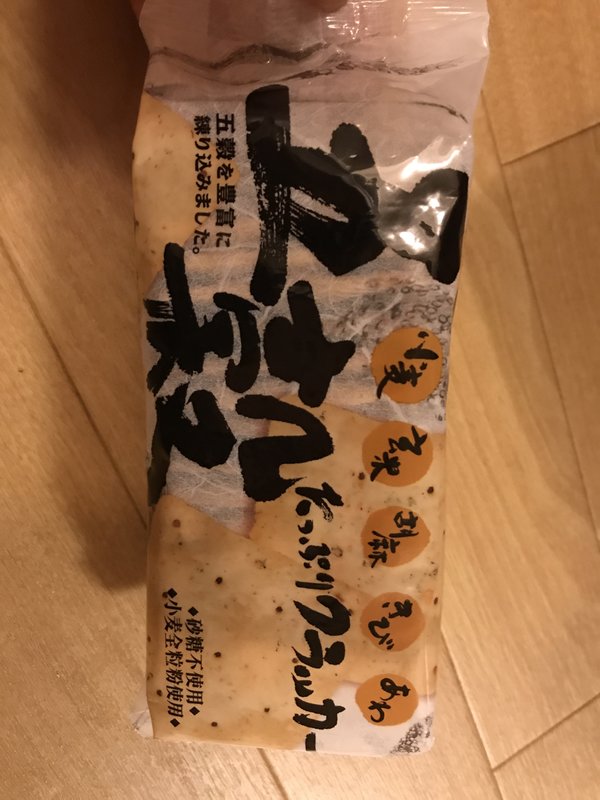 五穀を豊富に
練り込みました。
五穀
たっぷりクラッカー
小麦
玄米
胡麻
きび
あわ
◆砂糖不使用◆
◆小麦全粒粉使用◆